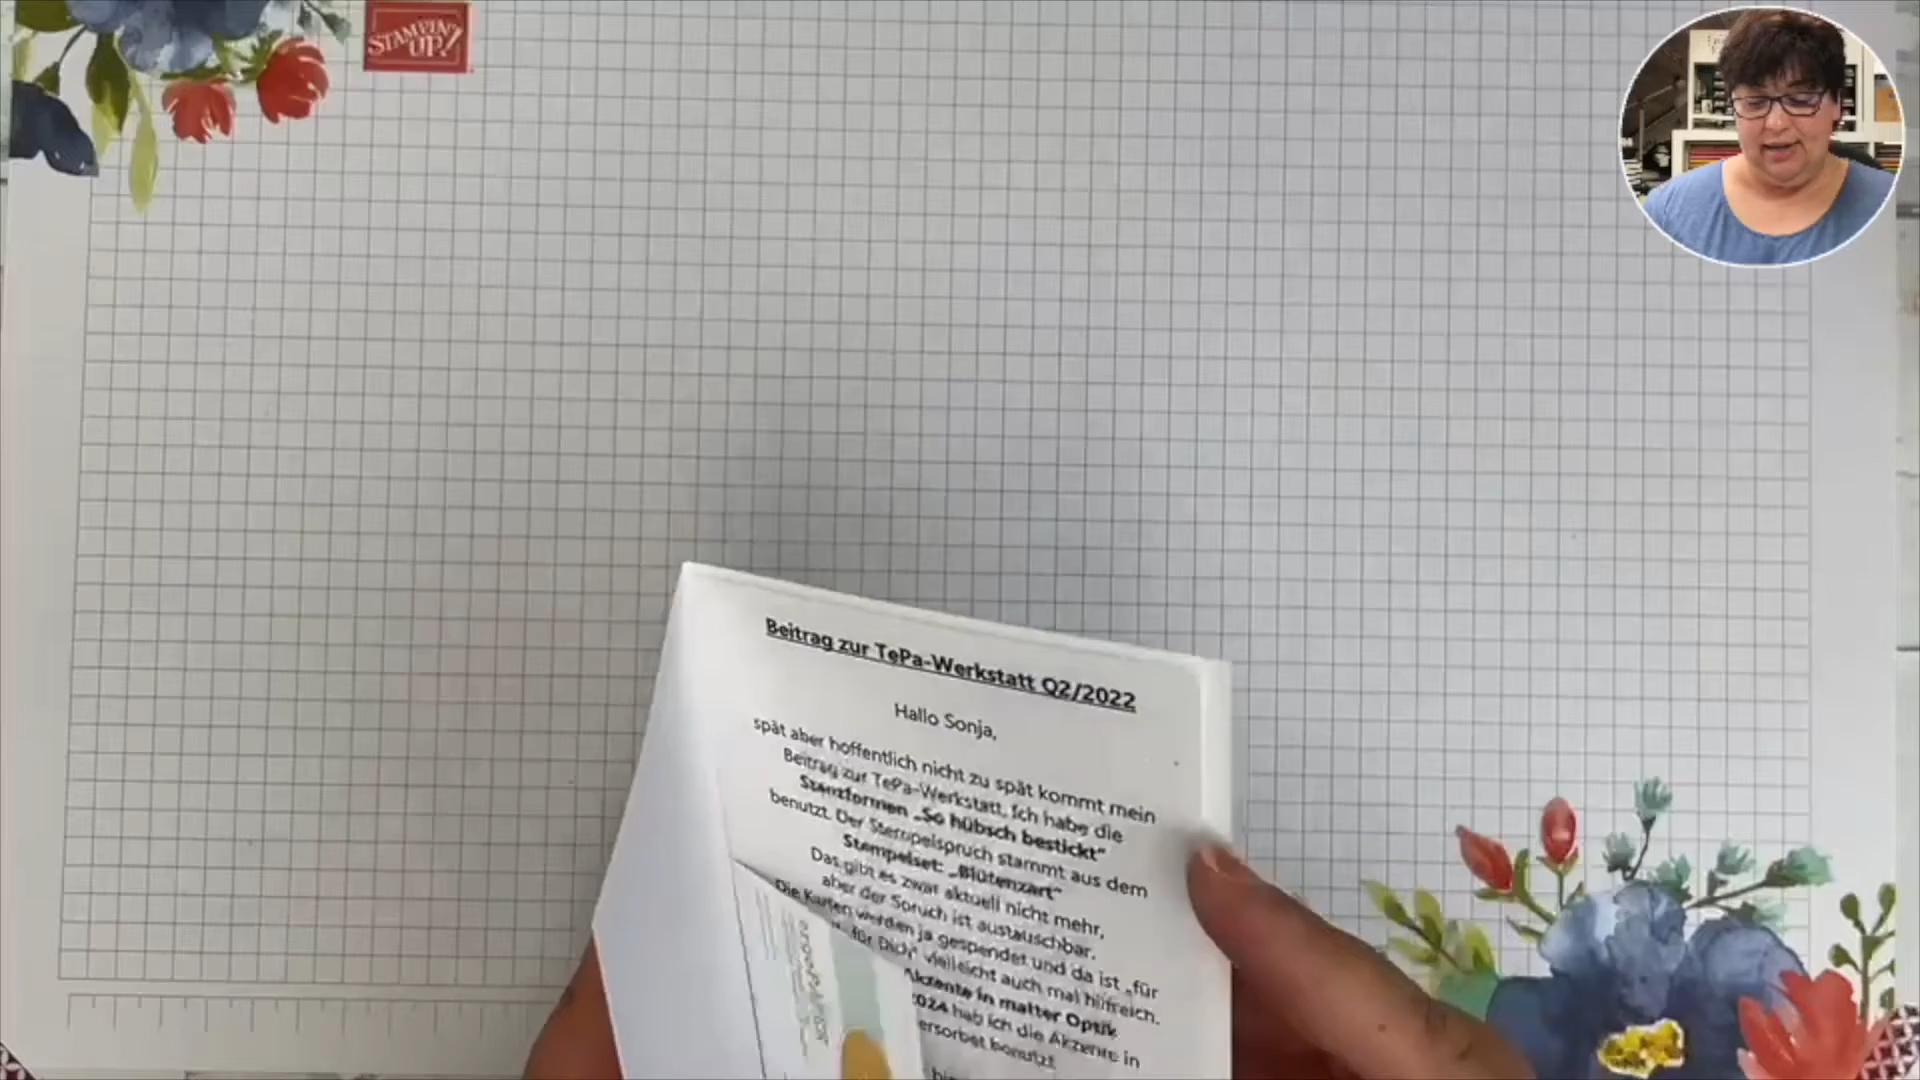 STAMPIN'
UP!
Beitrag zur TePa-Werkstatt Q2/2022
Hallo Sonja,
spät aber hoffentlich nicht zu spät kommt mein
Beitrag zur TePa-Werkstatt. Ich habe die
Stanzformen „So hübsch bestickt“
benutzt. Der Stempelspruch stammt aus dem
Stempelset: „Blütenzart“
Das gibt es zwar aktuell nicht mehr,
aber der Spruch ist austauschbar.
Die Karten werden ja gespendet und da ist „für
für Dich“ vielleicht auch mal hilfreich.
Akzente in matter Optik
2024 hab ich die Akzente in
benutzt